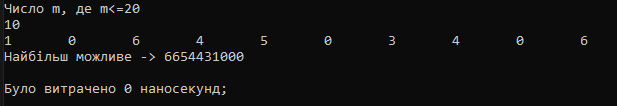 Число m, де m<=20
10
1 0 6 4 5 0 3 4 0 6
Найбільш можливе -> 6654431000
Було витрачено 0 наносекунд;